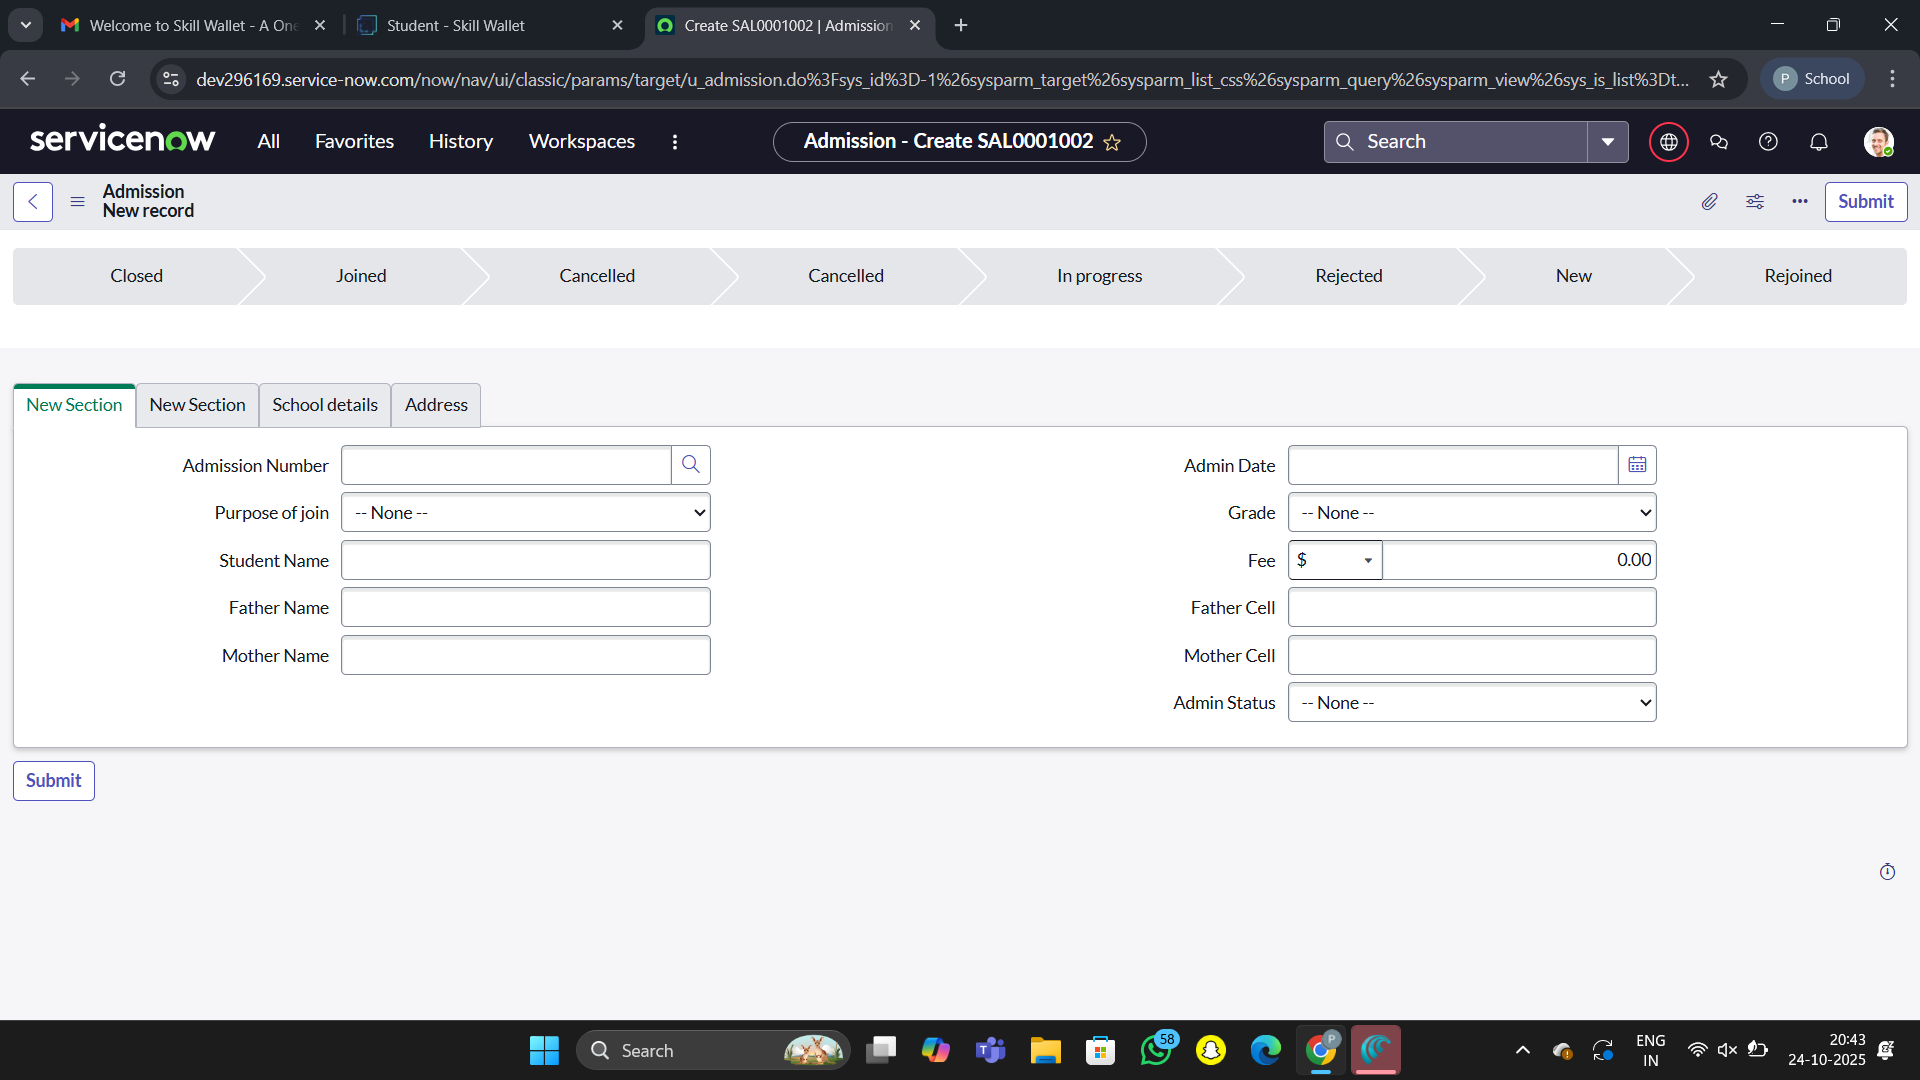 Welcome to Skill Wallet - A One
Student - Skill Wallet
Create SAL0001002 | Admission
dev296169.service-now.com/now/nav/ui/classic/params/target/u_admission.do%3Fsys_id%3D-1%26sysparm_target%26sysparm_list_css%26sysparm_query%26sysparm_view%26sys_is_list%3Dt...
P School
servicenow All Favorites History Workspaces Admission - Create SAL0001002 Search
Admission
New record
Submit
Closed Joined Cancelled Cancelled In progress Rejected New Rejoined
New Section New Section School details Address
Admission Number Admin Date
Purpose of join -- None -- Grade -- None --
Student Name Fee $ 0.00
Father Name Father Cell
Mother Name Mother Cell
Admin Status -- None --
Submit
Search 58 P ENG 20:43
IN 24-10-2025